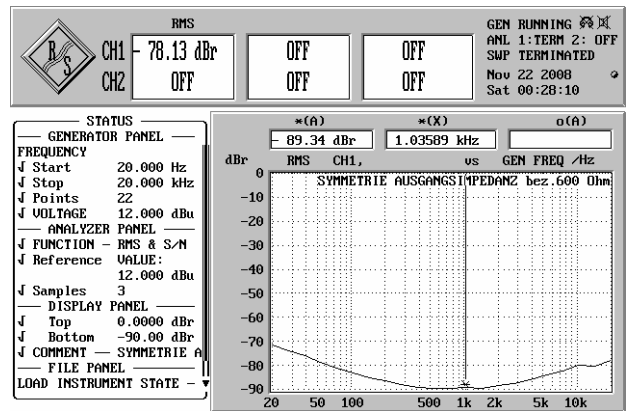 RMS
R S
CH1 - 78.13 dBr OFF OFF
CH2 OFF OFF OFF
GEN RUNNING
ANL 1:TERM 2: OFF
SWP TERMINATED
Nov 22 2008
Sat 00:28:10
STATUS
GENERATOR PANEL
FREQUENCY
Start 20.000 Hz
Stop 20.000 kHz
Points 22
VOLTAGE 12.000 dBu
ANALYZER PANEL
FUNCTION - RMS & S/N
Reference VALUE:
12.000 dBu
Samples 3
DISPLAY PANEL
Top 0.0000 dBr
Bottom -90.00 dBr
COMMENT — SYMMETRIE A
FILE PANEL
LOAD INSTRUMENT STATE -
*(A) *(X) o(A)
- 89.34 dBr 1.03589 kHz
dBr RMS CH1, vs GEN FREQ /Hz
SYMMETRIE AUSGANGSIMPEDANZ bez.600 Ohm
0
-10
-20
-30
-40
-50
-60
-70
-80
-90
20 50 100 500 1k 2k 5k 10k